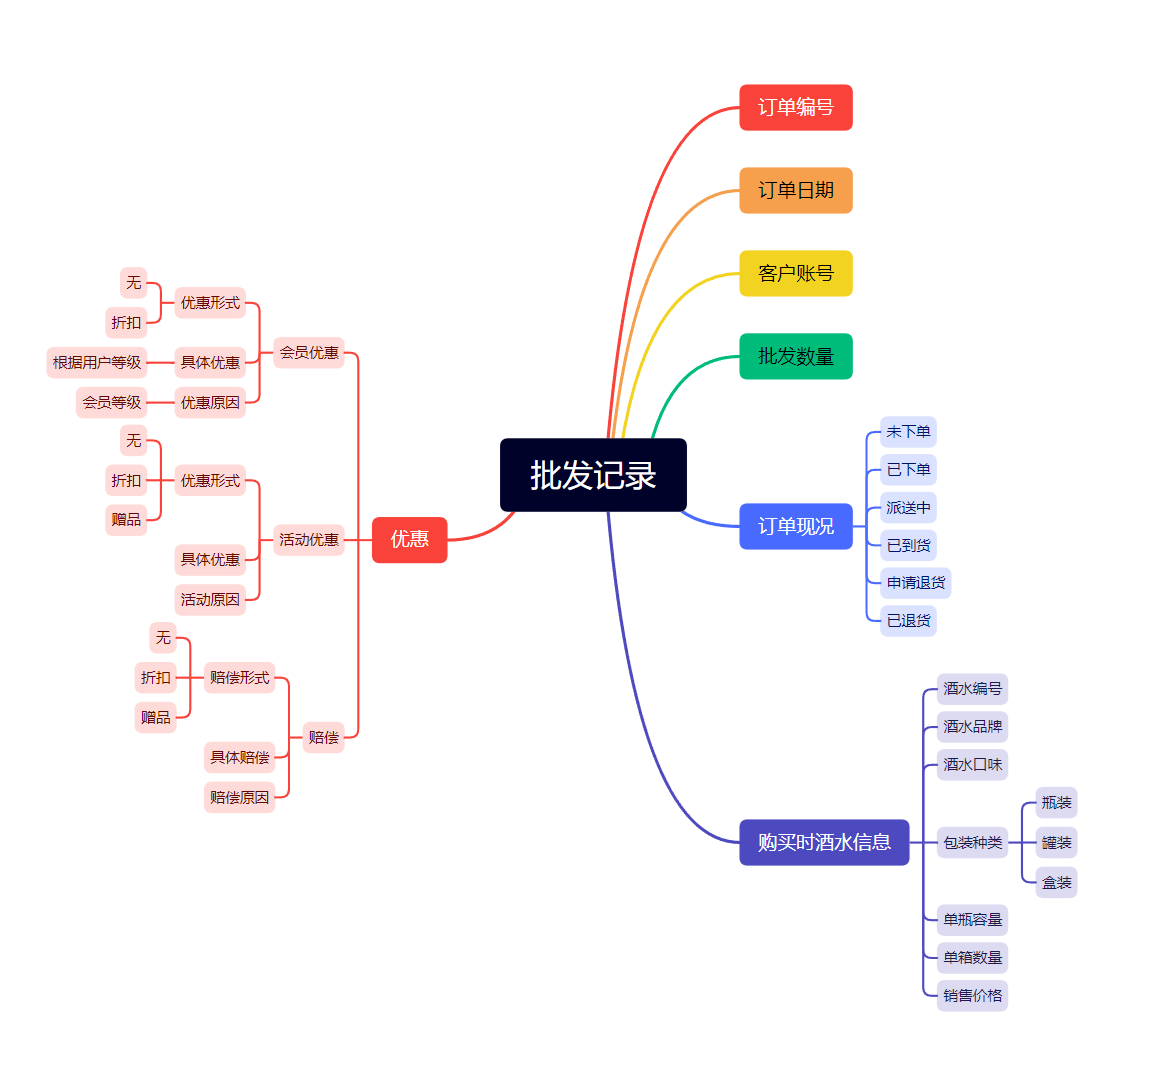 批发记录
订单编号
订单日期
客户账号
批发数量
订单现况
未下单
已下单
派送中
已到货
申请退货
已退货
购买时酒水信息
酒水编号
酒水品牌
酒水口味
包装种类
瓶装
罐装
盒装
单瓶容量
单箱数量
销售价格
优惠
会员优惠
优惠形式
无
折扣
具体优惠
根据用户等级
优惠原因
会员等级
活动优惠
优惠形式
无
折扣
赠品
具体优惠
活动原因
赔偿
赔偿形式
无
折扣
赠品
具体赔偿
赔偿原因